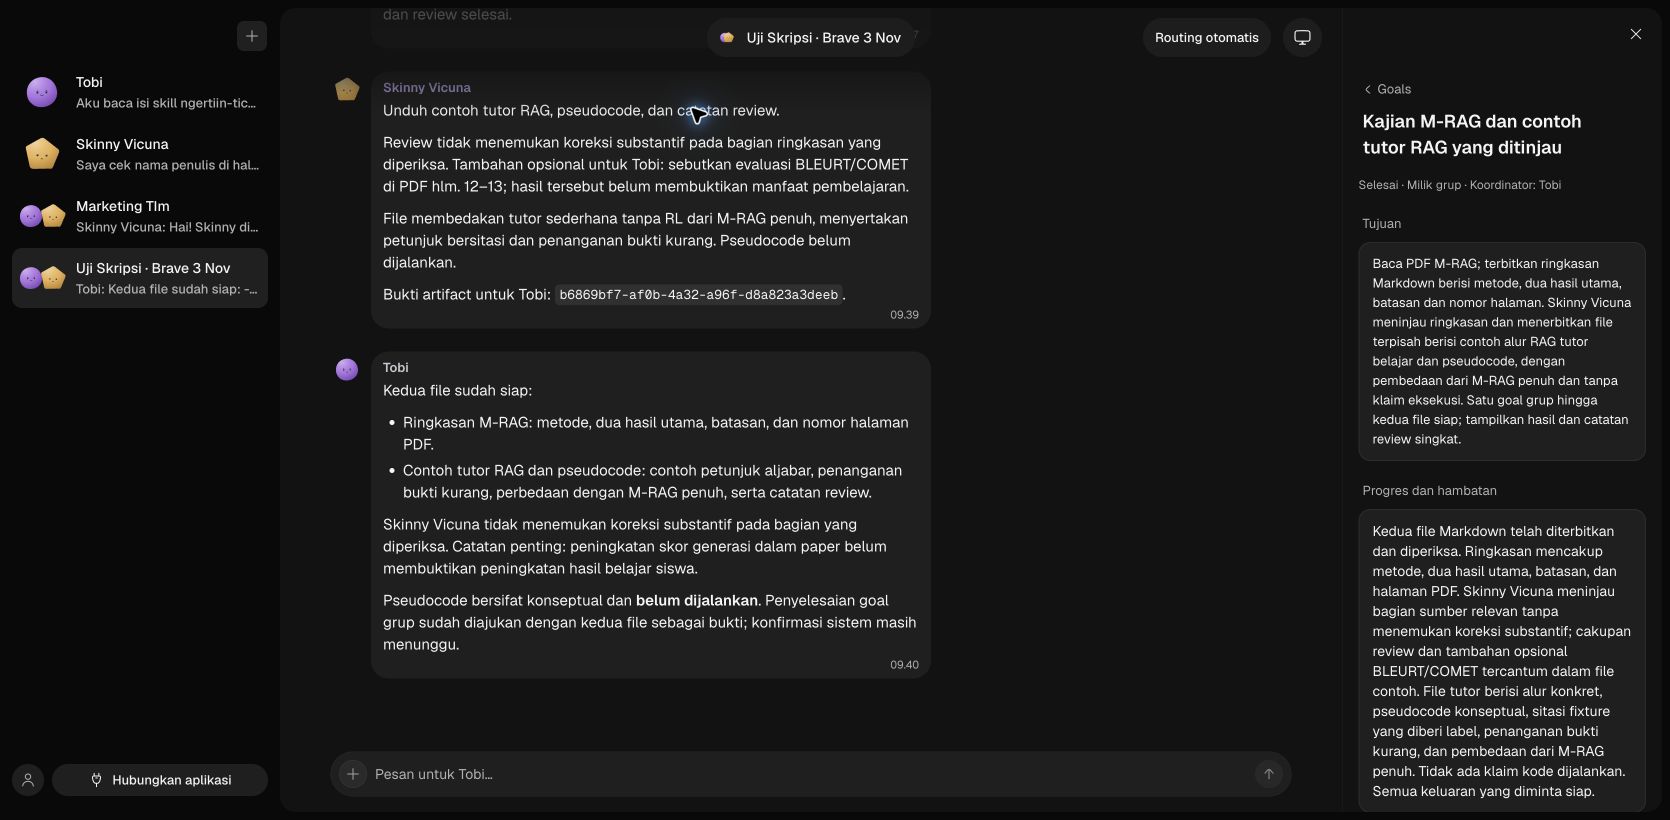 Tobi
Aku baca isi skill ngertiin-tic...
Skinny Vicuna
Saya cek nama penulis di hal...
Marketing TIm
Skinny Vicuna: Hai! Skinny di...
Uji Skripsi · Brave 3 Nov
Tobi: Kedua file sudah siap: -...
Hubungkan aplikasi
dan review selesai.
Uji Skripsi · Brave 3 Nov
Routing otomatis
Skinny Vicuna
Unduh contoh tutor RAG, pseudocode, dan catatan review.
Review tidak menemukan koreksi substantif pada bagian ringkasan yang
diperiksa. Tambahan opsional untuk Tobi: sebutkan evaluasi BLEURT/COMET
di PDF hlm. 12–13; hasil tersebut belum membuktikan manfaat pembelajaran.
File membedakan tutor sederhana tanpa RL dari M-RAG penuh, menyertakan
petunjuk bersitasi dan penanganan bukti kurang. Pseudocode belum
dijalankan.
Bukti artifact untuk Tobi: b6869bf7-af0b-4a32-a96f-d8a823a3deeb.
09.39
Tobi
Kedua file sudah siap:
• Ringkasan M-RAG: metode, dua hasil utama, batasan, dan nomor halaman
PDF.
• Contoh tutor RAG dan pseudocode: contoh petunjuk aljabar, penanganan
bukti kurang, perbedaan dengan M-RAG penuh, serta catatan review.
Skinny Vicuna tidak menemukan koreksi substantif pada bagian yang
diperiksa. Catatan penting: peningkatan skor generasi dalam paper belum
membuktikan peningkatan hasil belajar siswa.
Pseudocode bersifat konseptual dan belum dijalankan. Penyelesaian goal
grup sudah diajukan dengan kedua file sebagai bukti; konfirmasi sistem masih
menunggu.
09.40
Pesan untuk Tobi...
Goals
Kajian M-RAG dan contoh
tutor RAG yang ditinjau
Selesai · Milik grup · Koordinator: Tobi
Tujuan
Baca PDF M-RAG; terbitkan ringkasan
Markdown berisi metode, dua hasil utama,
batasan dan nomor halaman. Skinny Vicuna
meninjau ringkasan dan menerbitkan file
terpisah berisi contoh alur RAG tutor
belajar dan pseudocode, dengan
pembedaan dari M-RAG penuh dan tanpa
klaim eksekusi. Satu goal grup hingga
kedua file siap; tampilkan hasil dan catatan
review singkat.
Progres dan hambatan
Kedua file Markdown telah diterbitkan
dan diperiksa. Ringkasan mencakup
metode, dua hasil utama, batasan, dan
halaman PDF. Skinny Vicuna meninjau
bagian sumber relevan tanpa
menemukan koreksi substantif; cakupan
review dan tambahan opsional
BLEURT/COMET tercantum dalam file
contoh. File tutor berisi alur konkret,
pseudocode konseptual, sitasi fixture
yang diberi label, penanganan bukti
kurang, dan pembedaan dari M-RAG
penuh. Tidak ada klaim kode dijalankan.
Semua keluaran yang diminta siap.